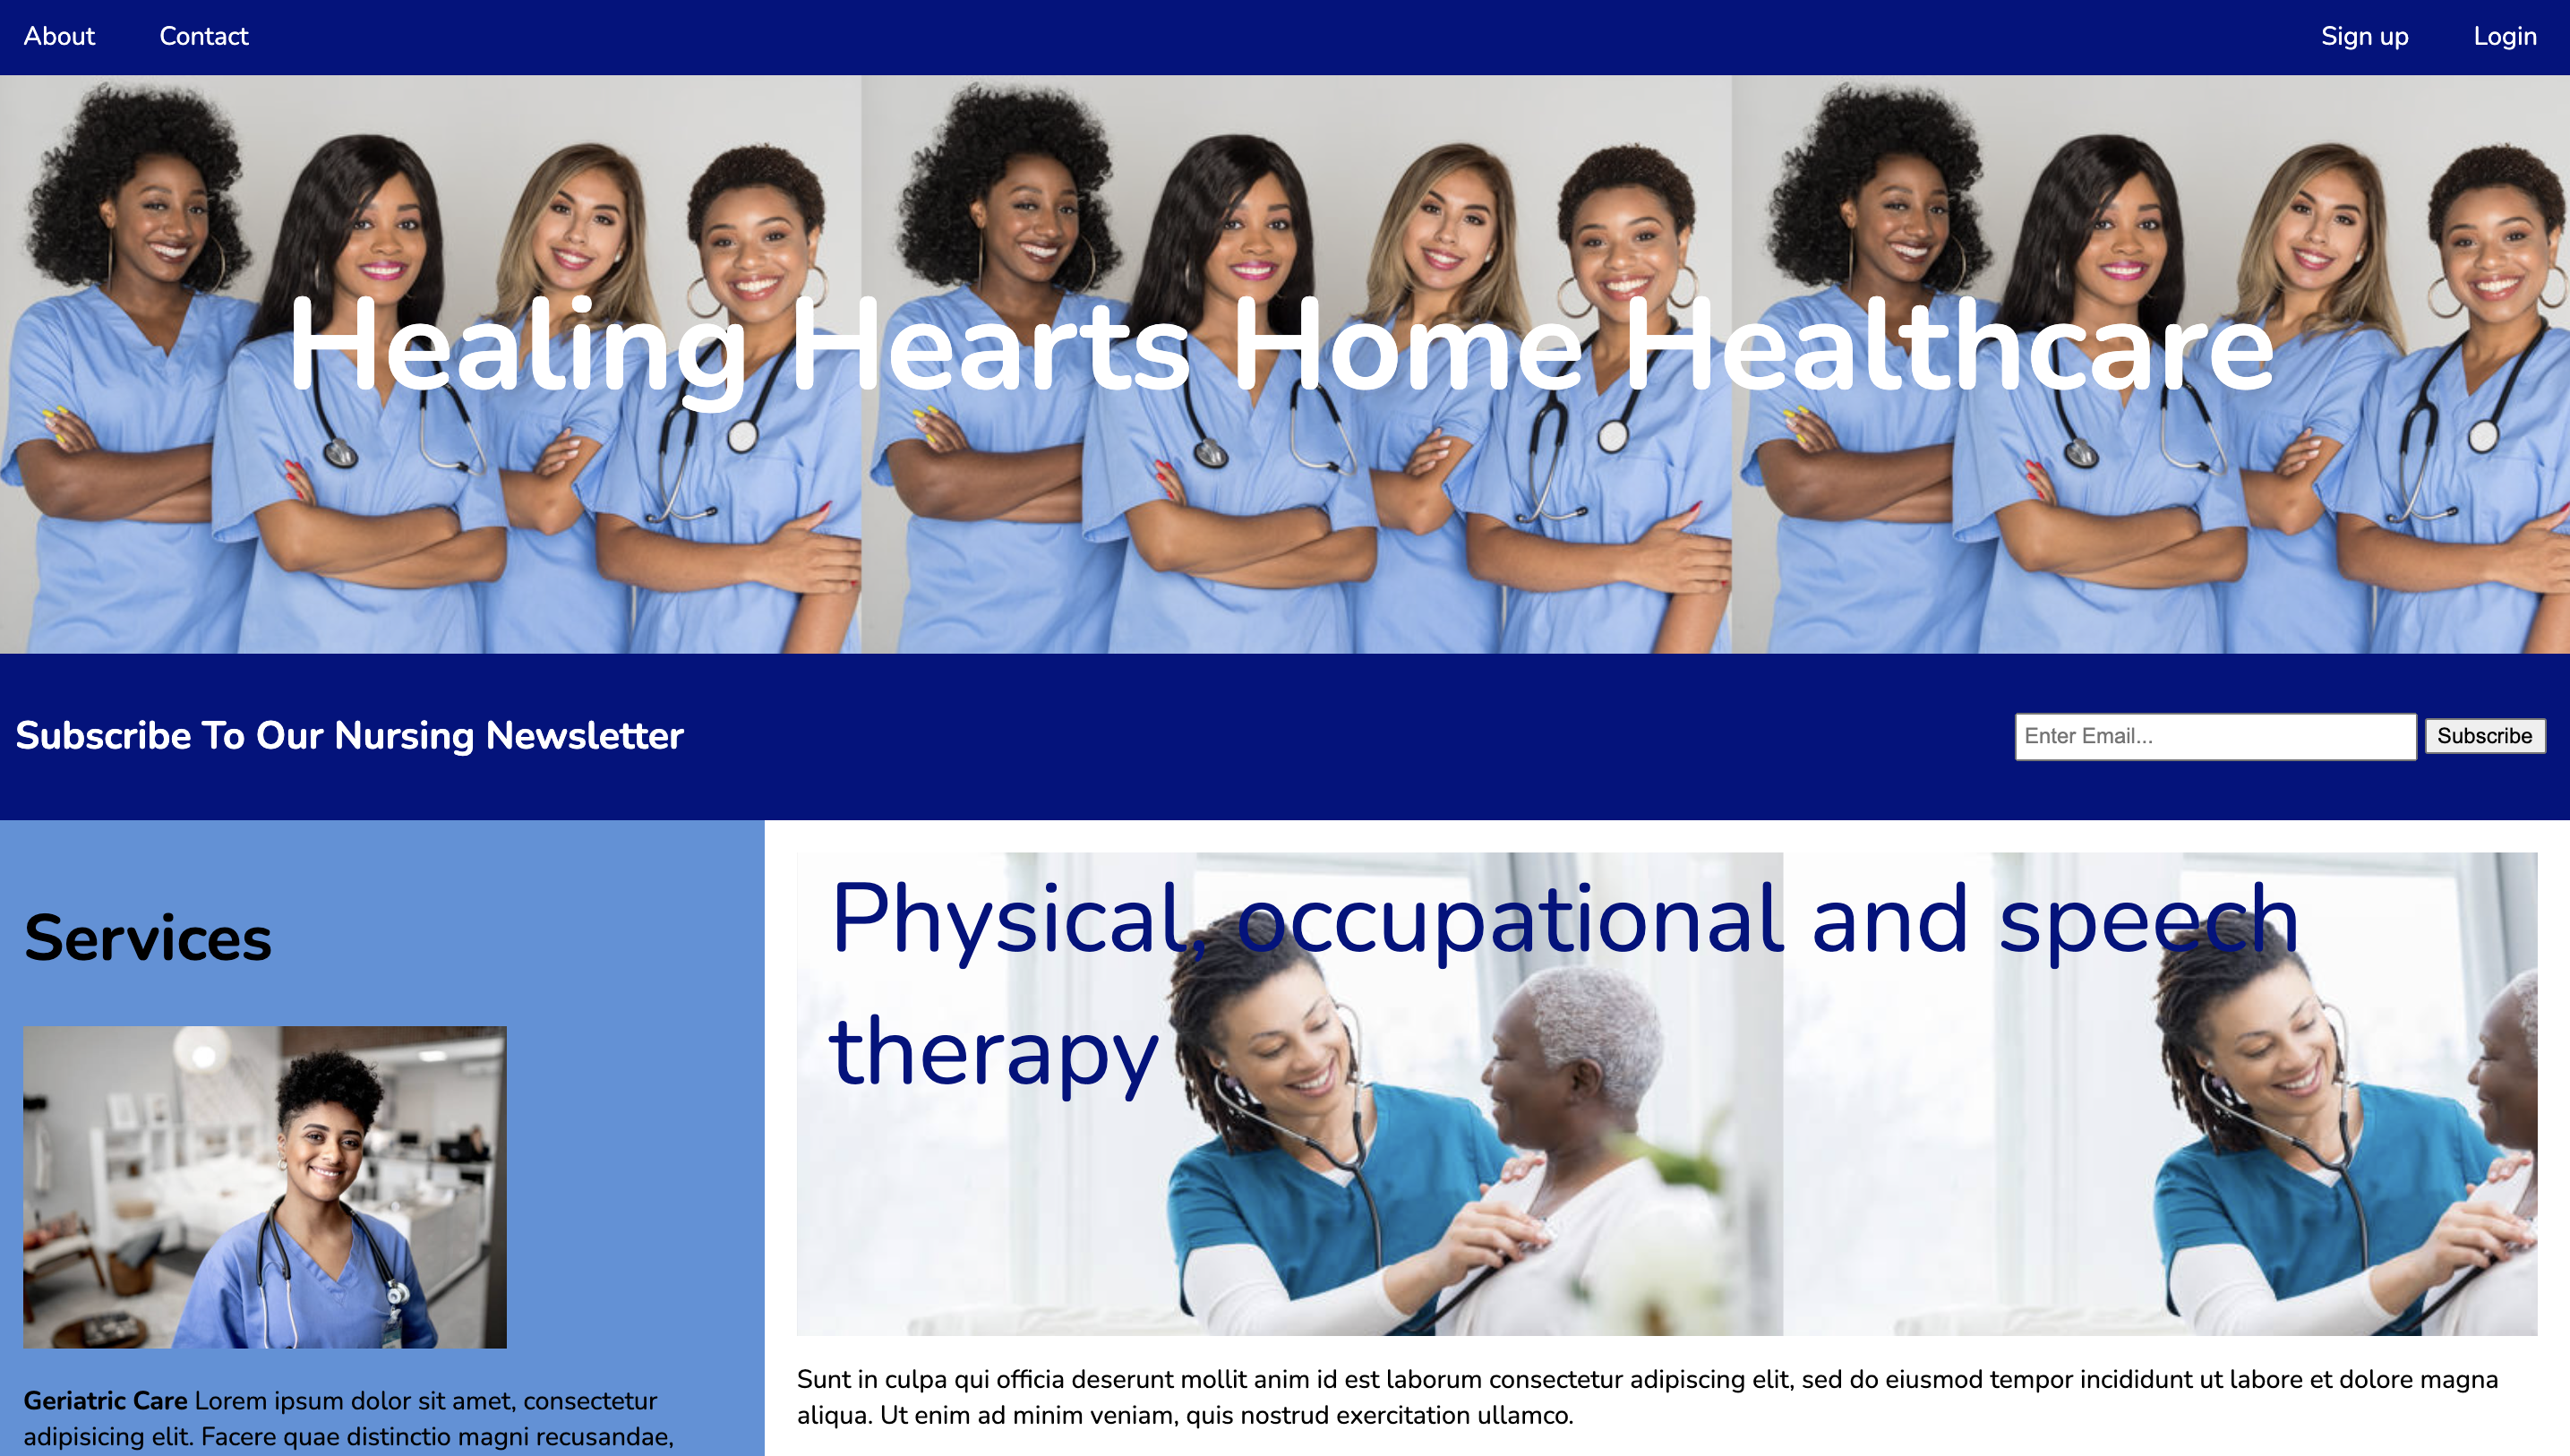 About Contact Sign up Login
Healing Hearts Home Healthcare
Subscribe To Our Nursing Newsletter
Enter Email... Subscribe
Services
Geriatric Care Lorem ipsum dolor sit amet, consectetur
adipisicing elit. Facere quae distinctio magni recusandae,
Physical, occupational and speech
therapy
Sunt in culpa qui officia deserunt mollit anim id est laborum consectetur adipiscing elit, sed do eiusmod tempor incididunt ut labore et dolore magna
aliqua. Ut enim ad minim veniam, quis nostrud exercitation ullamco.